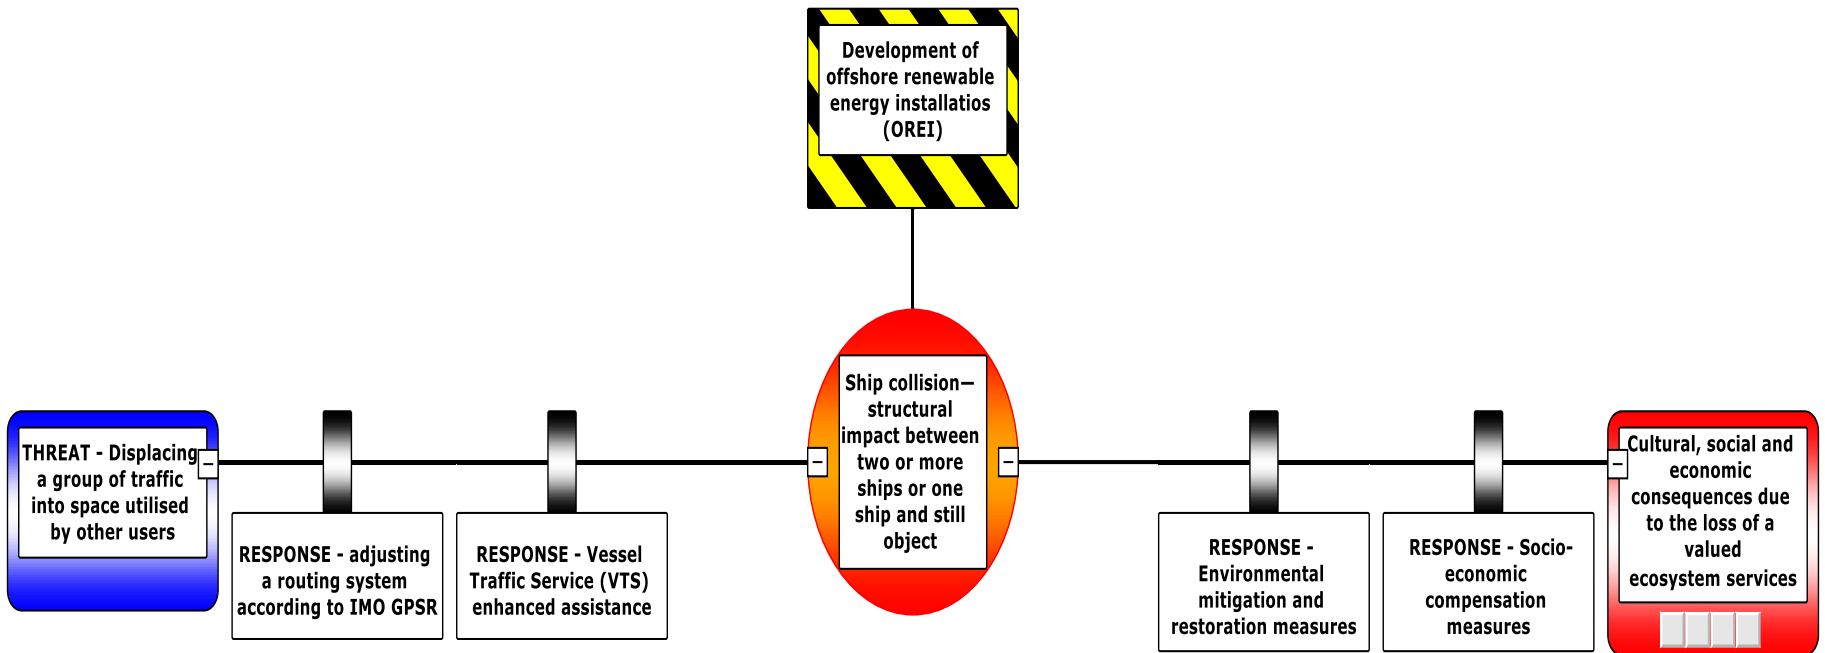 Development of
offshore renewable
energy installatios
(OREI)
Ship collision—
structural
impact between
two or more
ships or one
ship and still
object
THREAT - Displacing
a group of traffic
into space utilised
by other users
RESPONSE - adjusting
a routing system
according to IMO GPSR
RESPONSE - Vessel
Traffic Service (VTS)
enhanced assistance
RESPONSE -
Environmental
mitigation and
restoration measures
RESPONSE - Socio-
economic
compensation
measures
Cultural, social and
economic
consequences due
to the loss of a
valued
ecosystem services